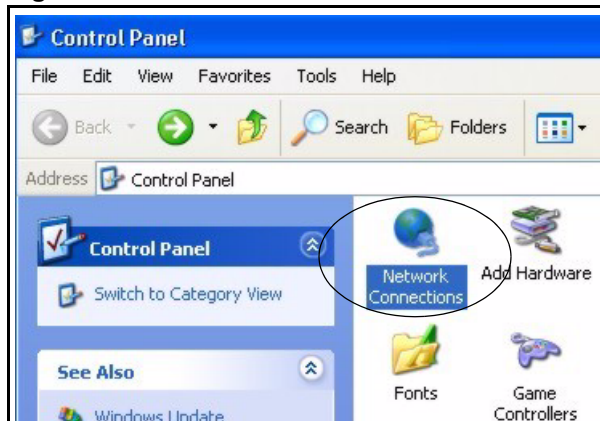 Control Panel
File Edit View Favorites Tools Help
Back Search Folders
Address Control Panel
Control Panel
Switch to Category View
See Also
Windows Update
Network
Connections
Add Hardware
Fonts
Game
Controllers